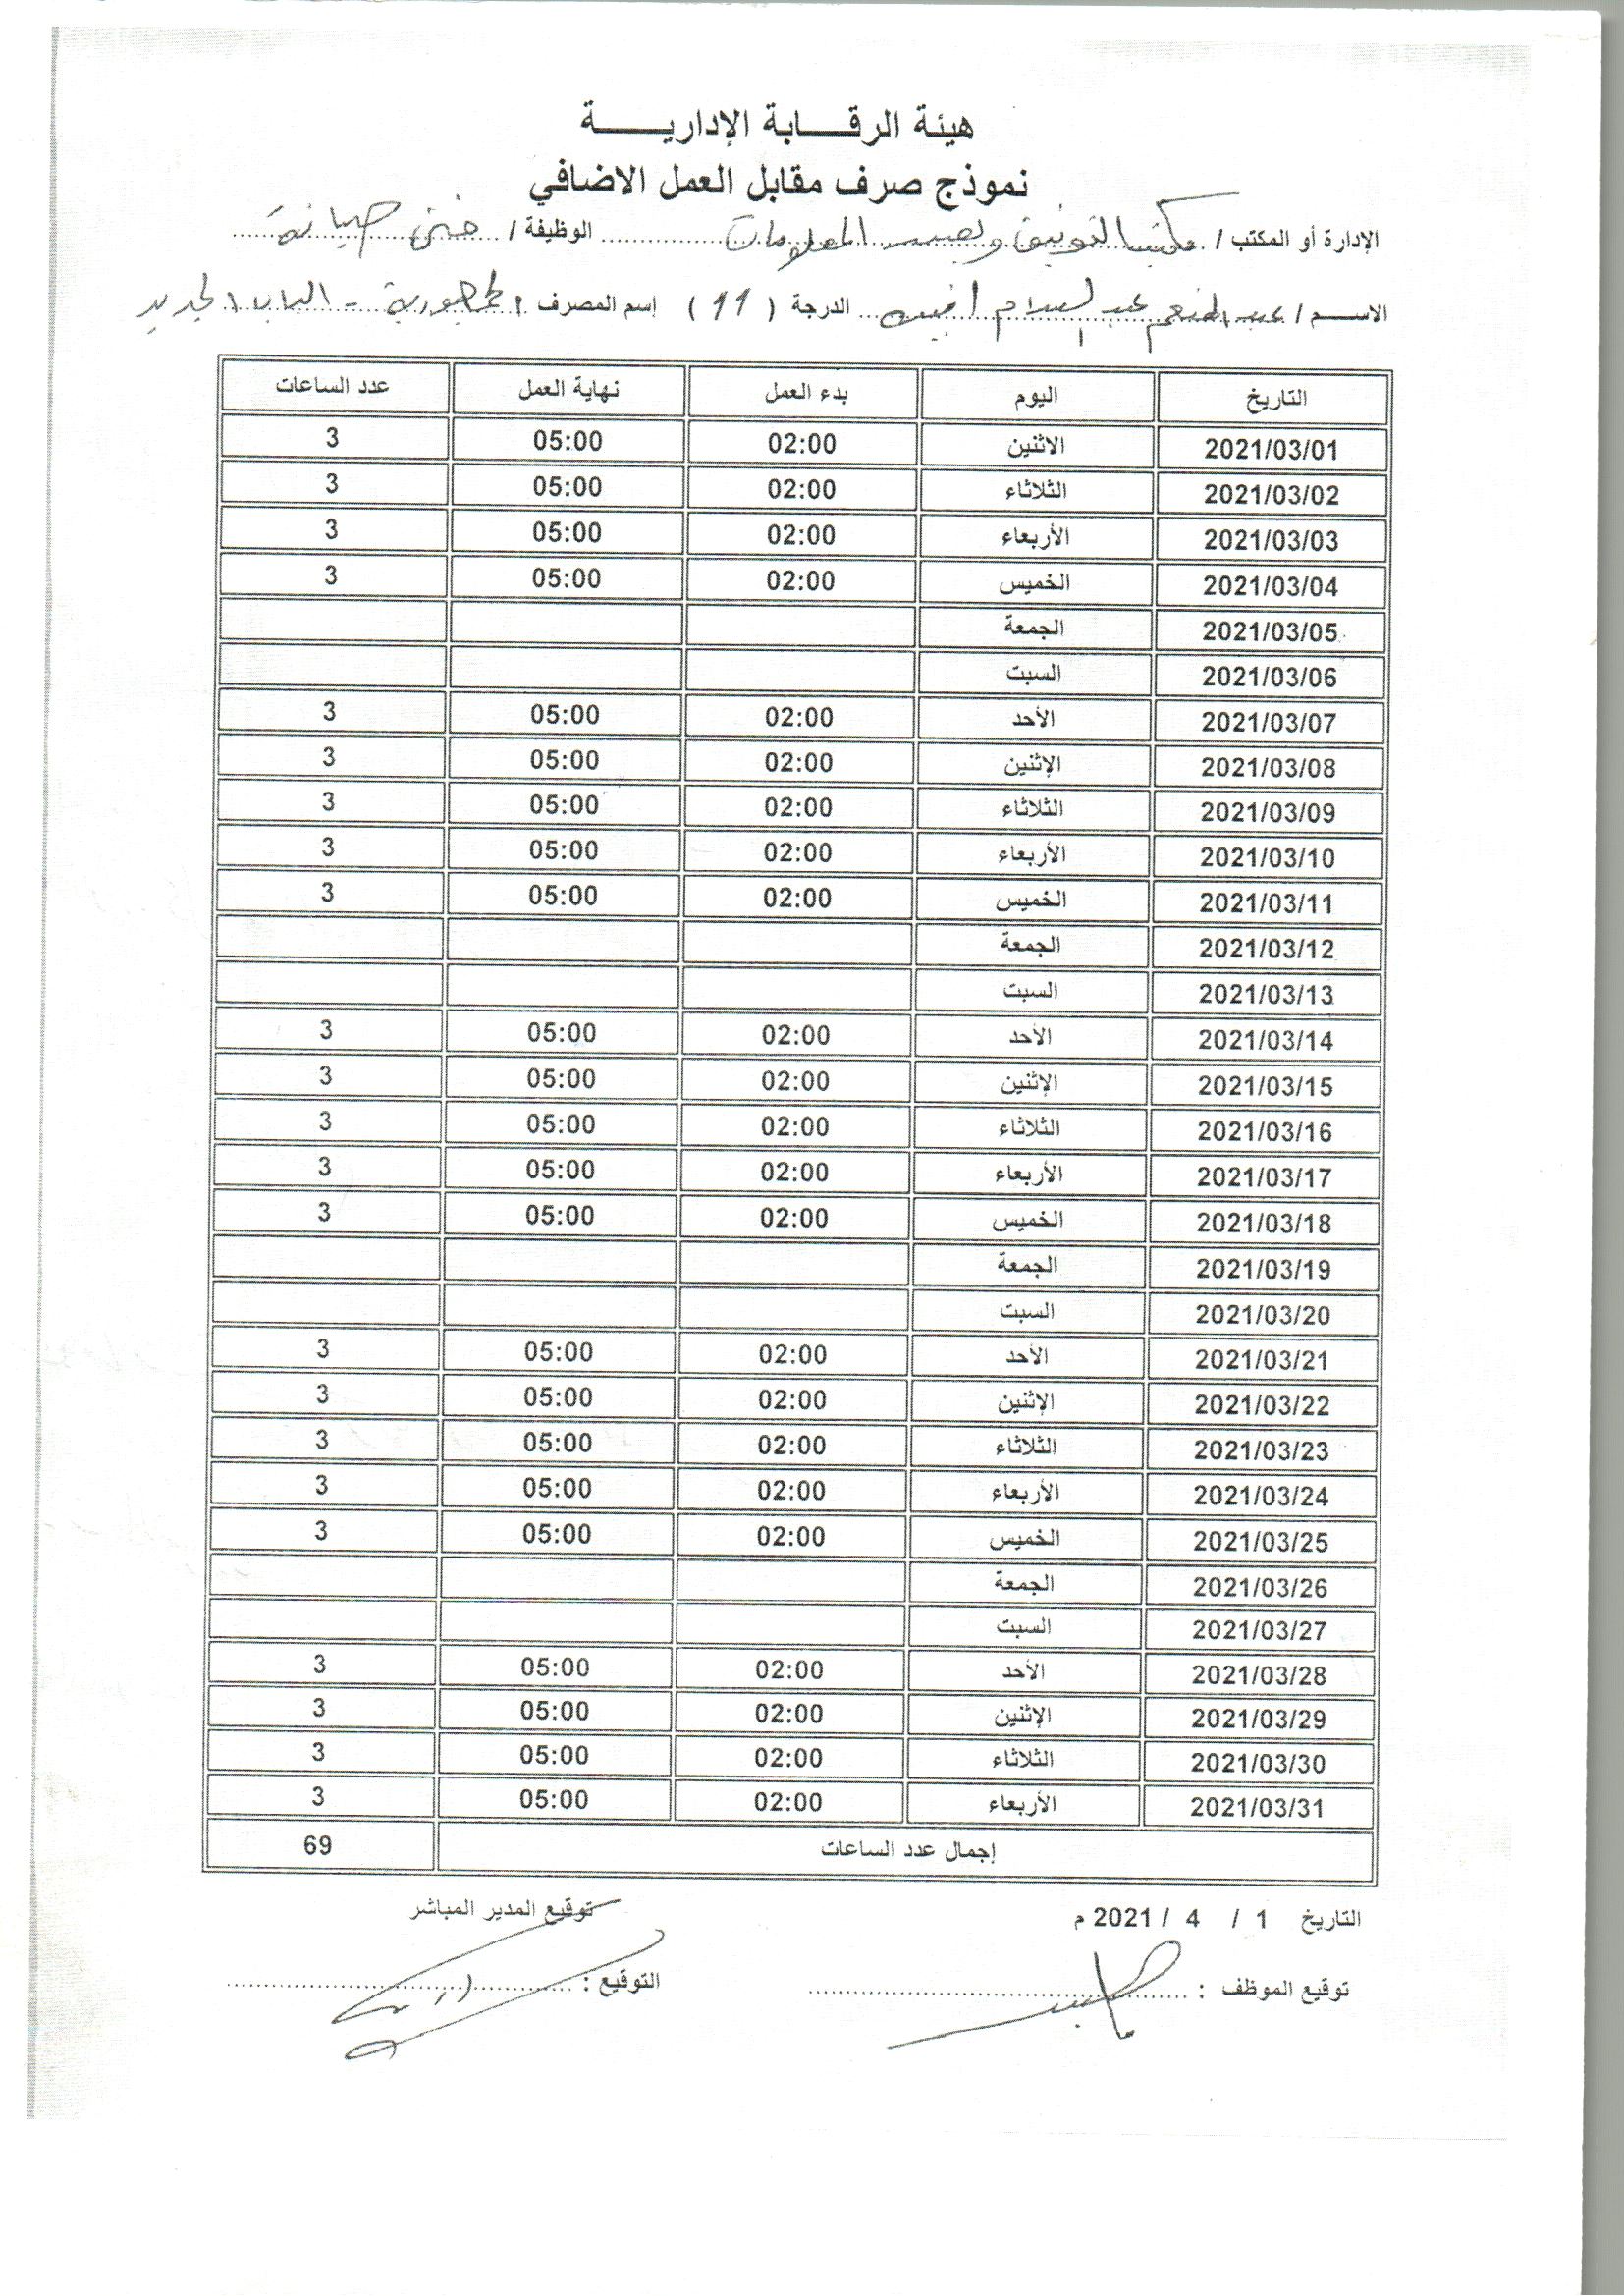 هيئة الرقـــابة الإداريـــــة
نموذج صرف مقابل العمل الاضافي
الإدارة أو المكتب / مكتب التوثيق و المعلومات الوظيفة / فني صيانة
الاســـم / عبد المنعم عبد السلام الدرجة ( 11 ) إسم المصرف / الجمهورية - الباب الجديد
التاريخ اليوم بدء العمل نهاية العمل عدد الساعات
2021/03/01 الاثنين 02:00 05:00 3
2021/03/02 الثلاثاء 02:00 05:00 3
2021/03/03 الأربعاء 02:00 05:00 3
2021/03/04 الخميس 02:00 05:00 3
2021/03/05 الجمعة
2021/03/06 السبت
2021/03/07 الأحد 02:00 05:00 3
2021/03/08 الإثنين 02:00 05:00 3
2021/03/09 الثلاثاء 02:00 05:00 3
2021/03/10 الأربعاء 02:00 05:00 3
2021/03/11 الخميس 02:00 05:00 3
2021/03/12 الجمعة
2021/03/13 السبت
2021/03/14 الأحد 02:00 05:00 3
2021/03/15 الإثنين 02:00 05:00 3
2021/03/16 الثلاثاء 02:00 05:00 3
2021/03/17 الأربعاء 02:00 05:00 3
2021/03/18 الخميس 02:00 05:00 3
2021/03/19 الجمعة
2021/03/20 السبت
2021/03/21 الأحد 02:00 05:00 3
2021/03/22 الإثنين 02:00 05:00 3
2021/03/23 الثلاثاء 02:00 05:00 3
2021/03/24 الأربعاء 02:00 05:00 3
2021/03/25 الخميس 02:00 05:00 3
2021/03/26 الجمعة
2021/03/27 السبت
2021/03/28 الأحد 02:00 05:00 3
2021/03/29 الإثنين 02:00 05:00 3
2021/03/30 الثلاثاء 02:00 05:00 3
2021/03/31 الأربعاء 02:00 05:00 3
إجمالى عدد الساعات 69
التاريخ 1 / 4 / 2021 م توقيع المدير المباشر
توقيع الموظف : التوقيع :